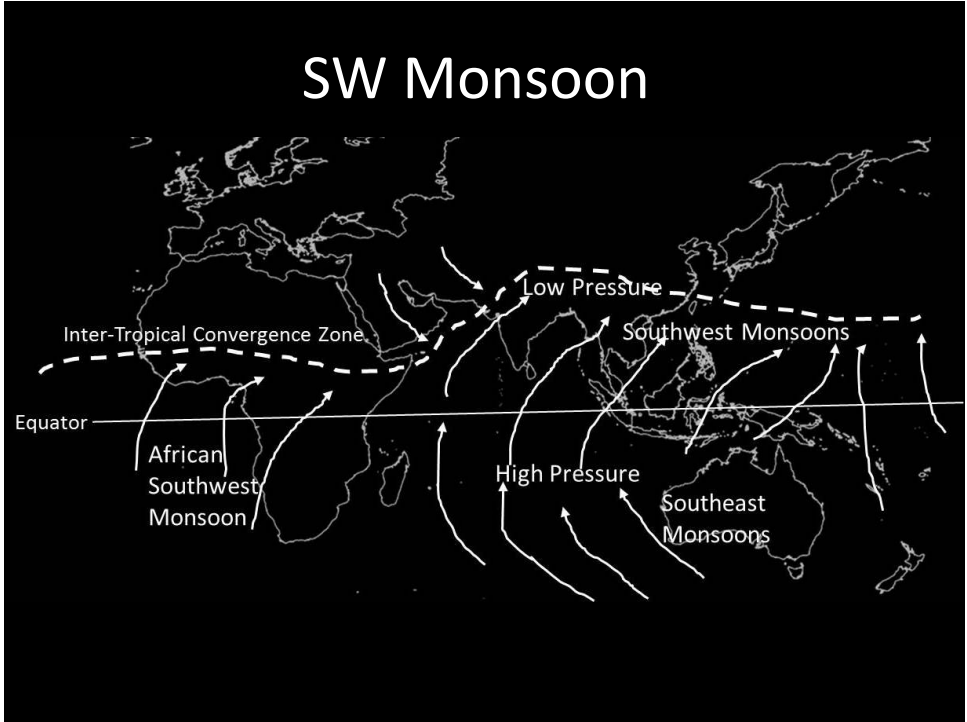 SW Monsoon
Low Pressure
Inter-Tropical Convergence Zone
Southwest Monsoons
Equator
African
Southwest
Monsoon
High Pressure
Southeast
Monsoons